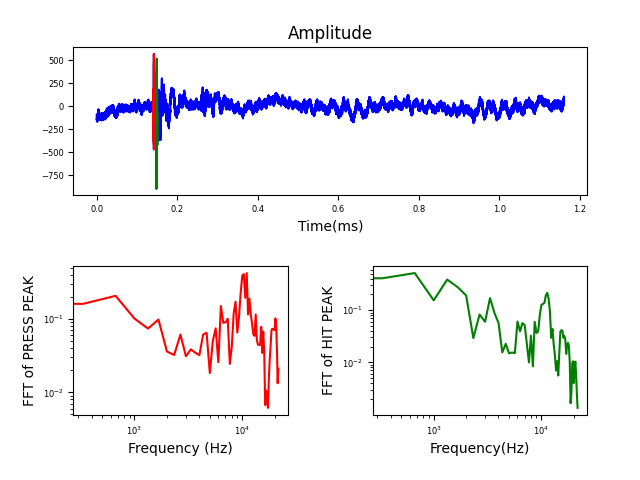 Amplitude
500
250
0
−250
−500
−750
0.0 0.2 0.4 0.6 0.8 1.0 1.2
Time(ms)
FFT of PRESS PEAK
10⁻¹
10⁻²
10³ 10⁴
Frequency (Hz)
FFT of HIT PEAK
10⁻¹
10⁻²
10³ 10⁴
Frequency(Hz)